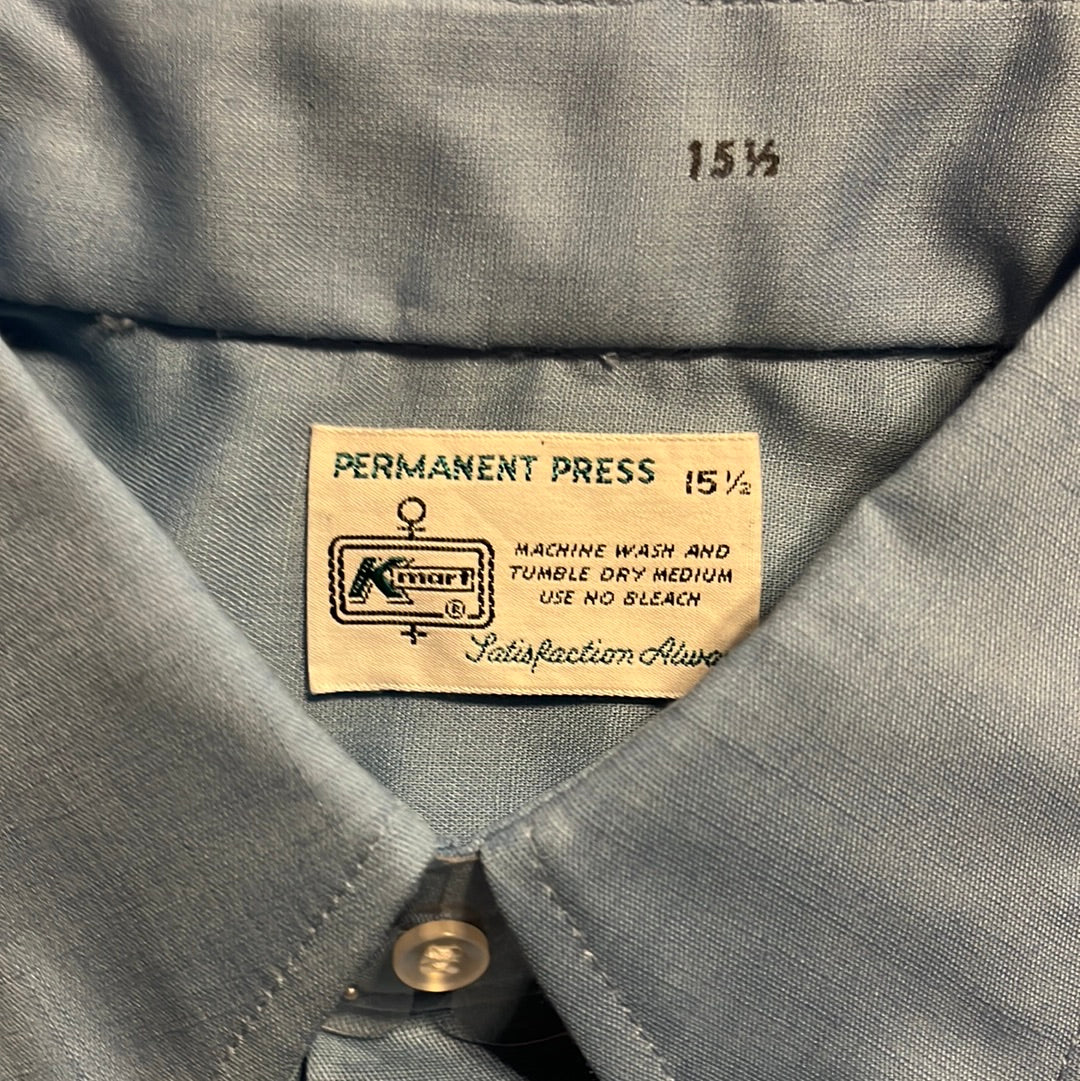 15½
PERMANENT PRESS 15½
Kmart ®
MACHINE WASH AND
TUMBLE DRY MEDIUM
USE NO BLEACH
Satisfaction Alwa